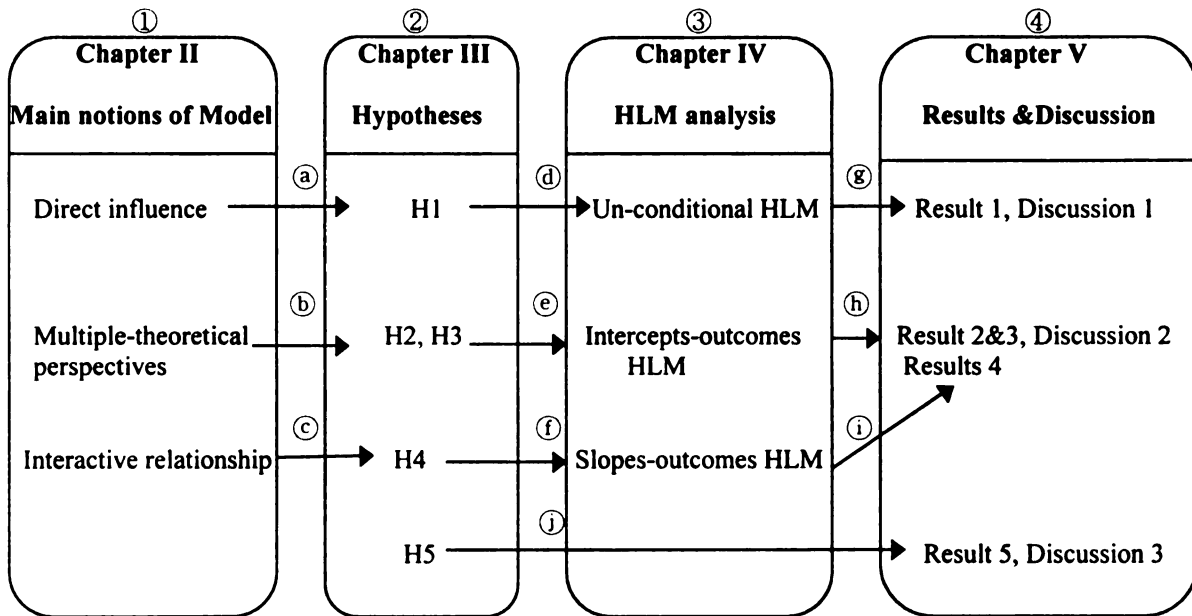 ① ② ③ ④
Chapter II Chapter III Chapter IV Chapter V
Main notions of Model Hypotheses HLM analysis Results &Discussion
ⓐ ⓓ ⓖ
Direct influence H1 Un-conditional HLM Result 1, Discussion 1
ⓑ ⓔ ⓗ
Multiple-theoretical H2, H3 Intercepts-outcomes Result 2&3, Discussion 2
perspectives HLM Results 4
ⓒ ⓕ ⓘ
Interactive relationship H4 Slopes-outcomes HLM
ⓙ
H5 Result 5, Discussion 3